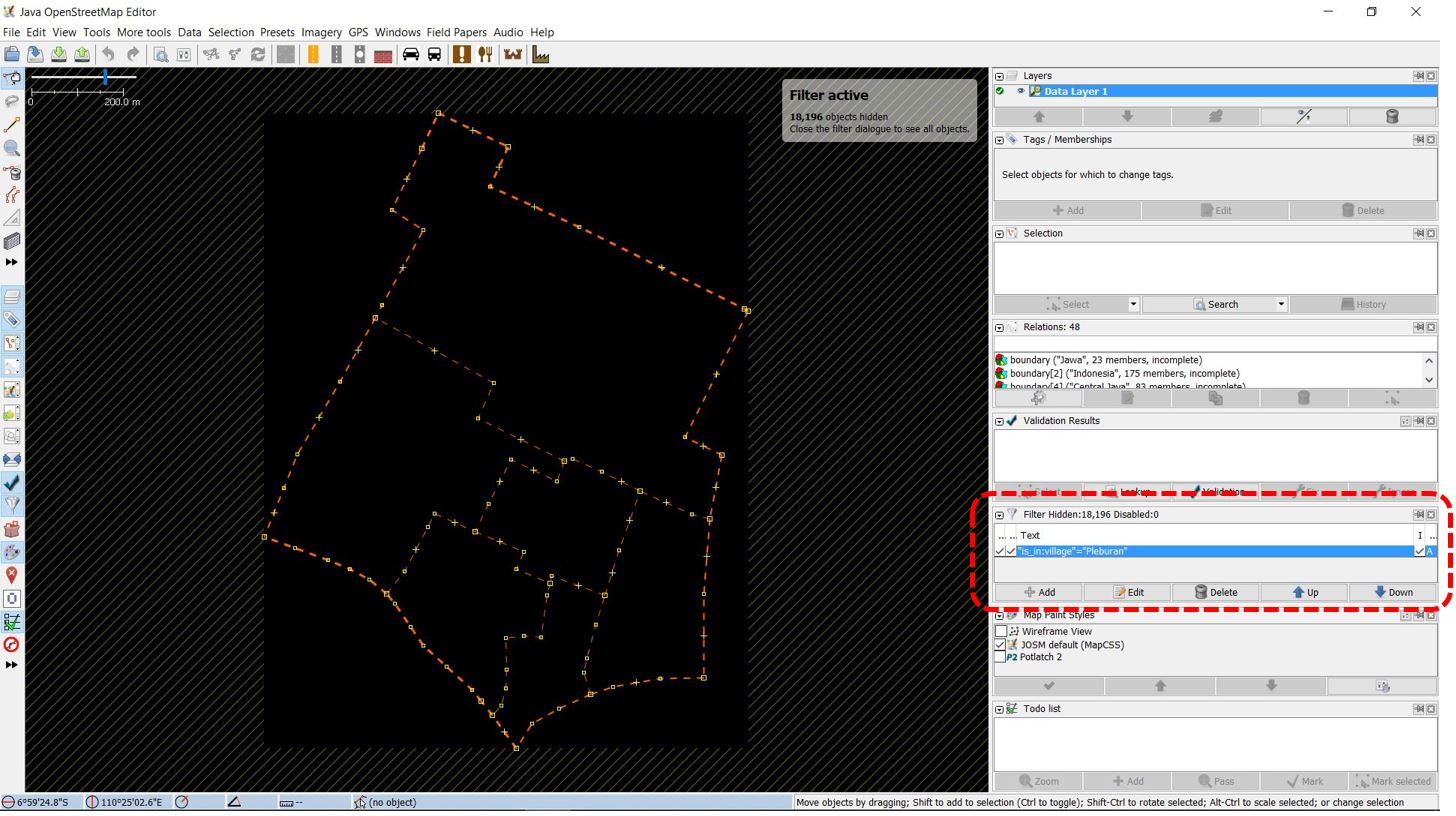 Java OpenStreetMap Editor
File Edit View Tools More tools Data Selection Presets Imagery GPS Windows Field Papers Audio Help
0 200.0 m
Filter active
18,196 objects hidden
Close the filter dialogue to see all objects.
Layers
Data Layer 1
Tags / Memberships
Select objects for which to change tags.
Add Edit Delete
Selection
Select Search History
Relations: 48
boundary ("Jawa", 23 members, incomplete)
boundary[2] ("Indonesia", 175 members, incomplete)
boundary[4] ("Central Java", 83 members, incomplete)
Validation Results
Select Lookup Validation Fix Ignore
Filter Hidden:18,196 Disabled:0
... ... Text I ...
"is_in:village"="Pleburan" A
Add Edit Delete Up Down
Map Paint Styles
Wireframe View
JOSM default (MapCSS)
P2 Potlatch 2
Todo list
Zoom Add Pass Mark Mark selected
6°59'24.8"S 110°25'02.6"E -- (no object) Move objects by dragging; Shift to add to selection (Ctrl to toggle); Shift-Ctrl to rotate selected; Alt-Ctrl to scale selected; or change selection